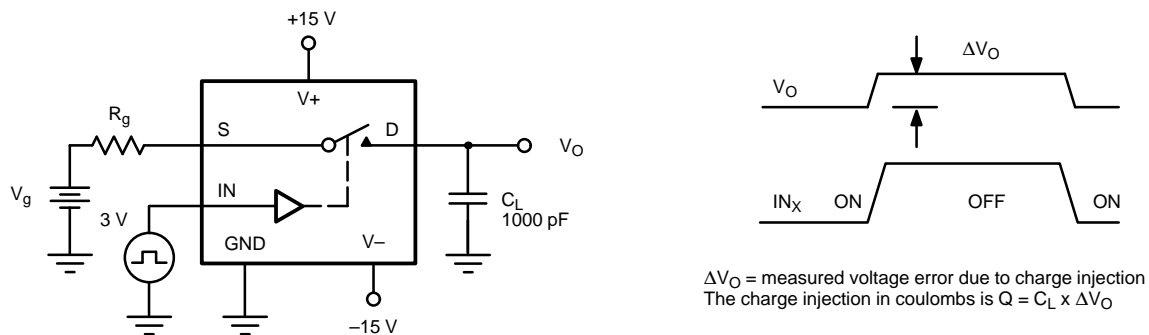 +15 V
V+
Rg
S
D
VO
Vg
IN
3 V
CL
1000 pF
GND
V–
–15 V
ΔVO
VO
INX
ON
OFF
ON
ΔVO = measured voltage error due to charge injection
The charge injection in coulombs is Q = CL x ΔVO